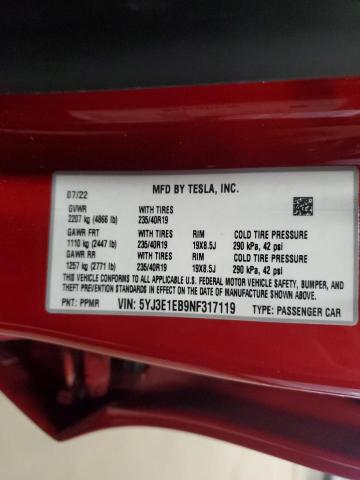 MFD BY TESLA, INC.
07/22
GVWR WITH TIRES
2207 kg (4866 lb) 235/40R19
GAWR FRT WITH TIRES RIM COLD TIRE PRESSURE
1110 kg (2447 lb) 235/40R19 19X8.5J 290 kPa, 42 psi
GAWR RR WITH TIRES RIM COLD TIRE PRESSURE
1257 kg (2771 lb) 235/40R19 19X8.5J 290 kPa, 42 psi
THIS VEHICLE CONFORMS TO ALL APPLICABLE U.S. FEDERAL MOTOR VEHICLE SAFETY, BUMPER,
AND THEFT PREVENTION STANDARDS IN EFFECT ON THE DATE OF MANUFACTURE SHOWN ABOVE.
PNT: PPMR VIN: 5YJ3E1EB9NF317119 TYPE: PASSENGER CAR